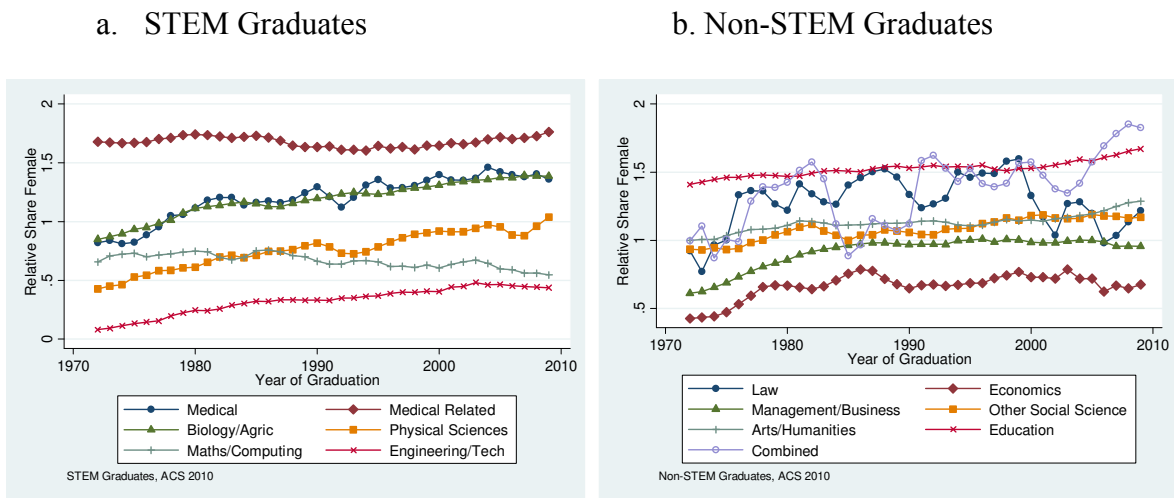 a. STEM Graduates
b. Non-STEM Graduates
Relative Share Female
2
1.5
1
.5
0
1970 1980 1990 2000 2010
Year of Graduation
Medical Medical Related
Biology/Agric Physical Sciences
Maths/Computing Engineering/Tech
STEM Graduates, ACS 2010
Relative Share Female
2
1.5
1
.5
1970 1980 1990 2000 2010
Year of Graduation
Law Economics
Management/Business Other Social Science
Arts/Humanities Education
Combined
Non-STEM Graduates, ACS 2010